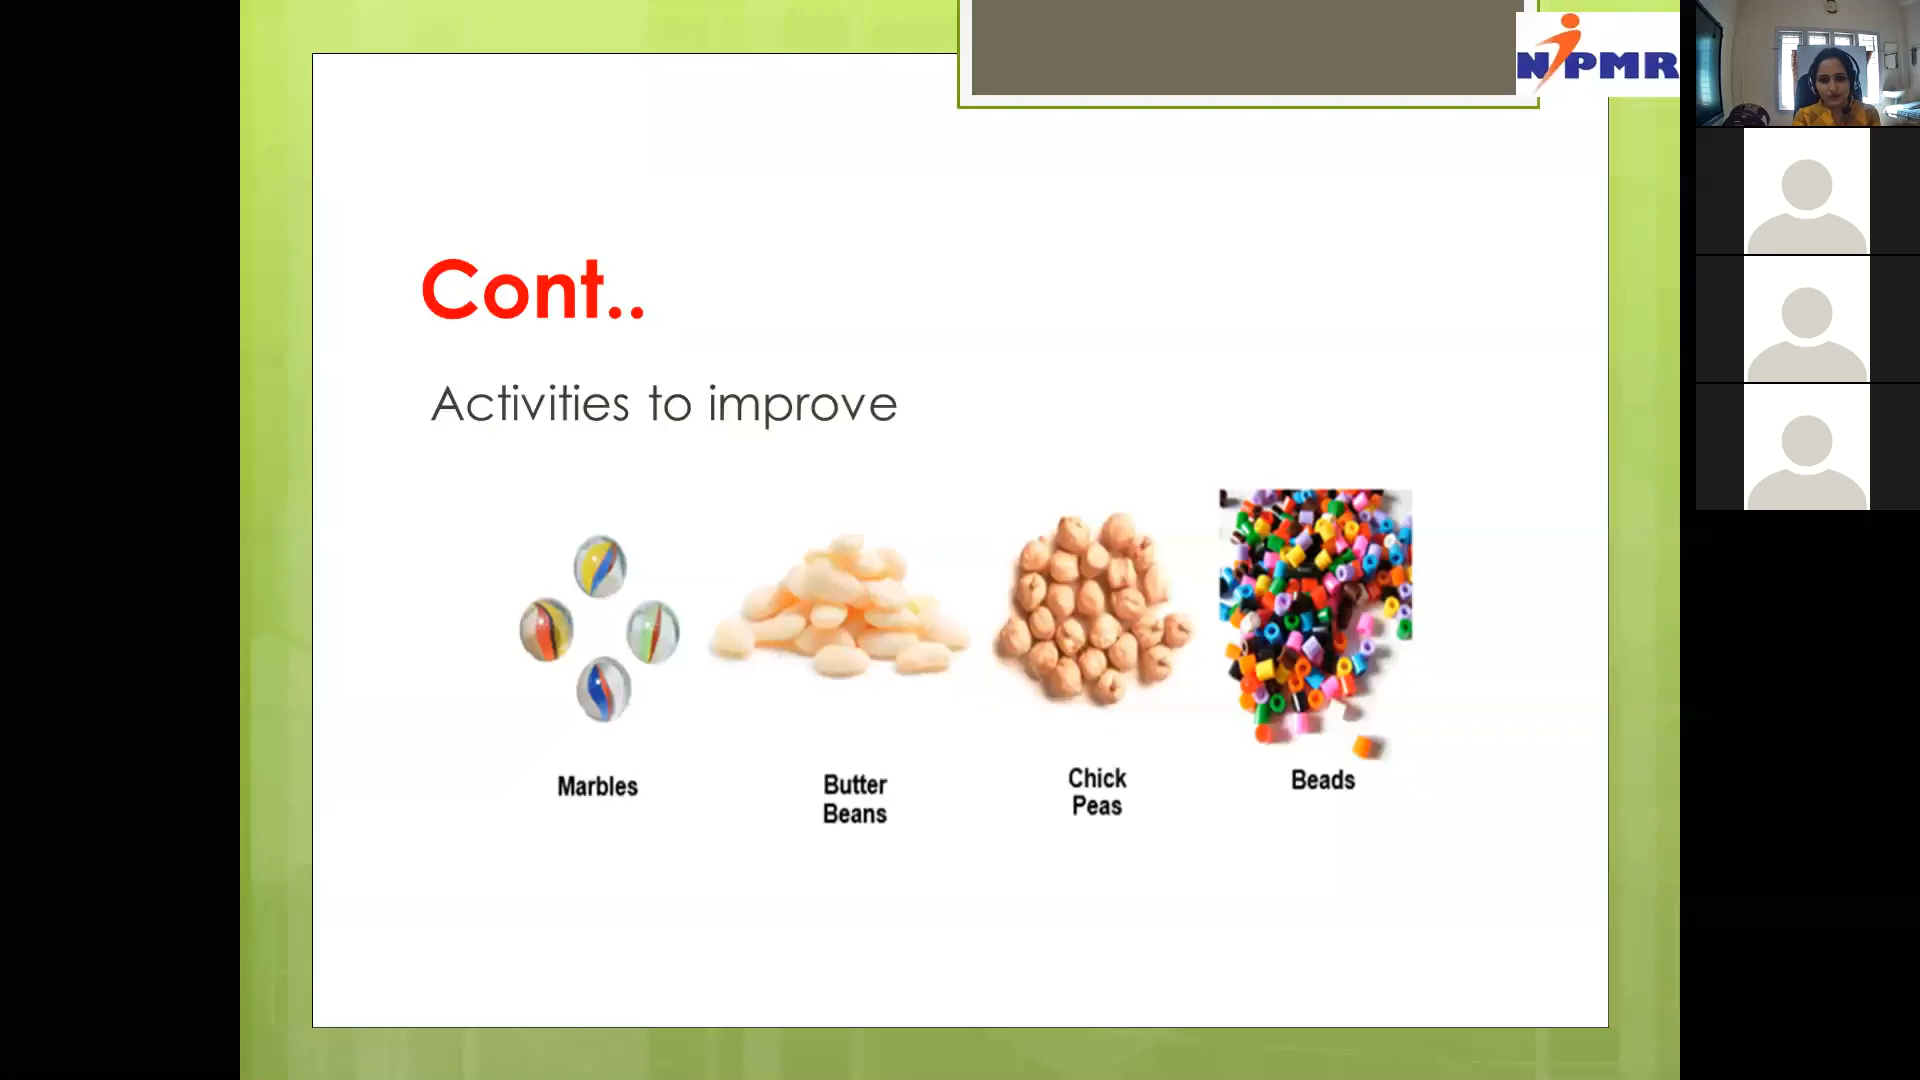 NIPMR
Cont..
Activities to improve
Marbles
Butter
Beans
Chick
Peas
Beads